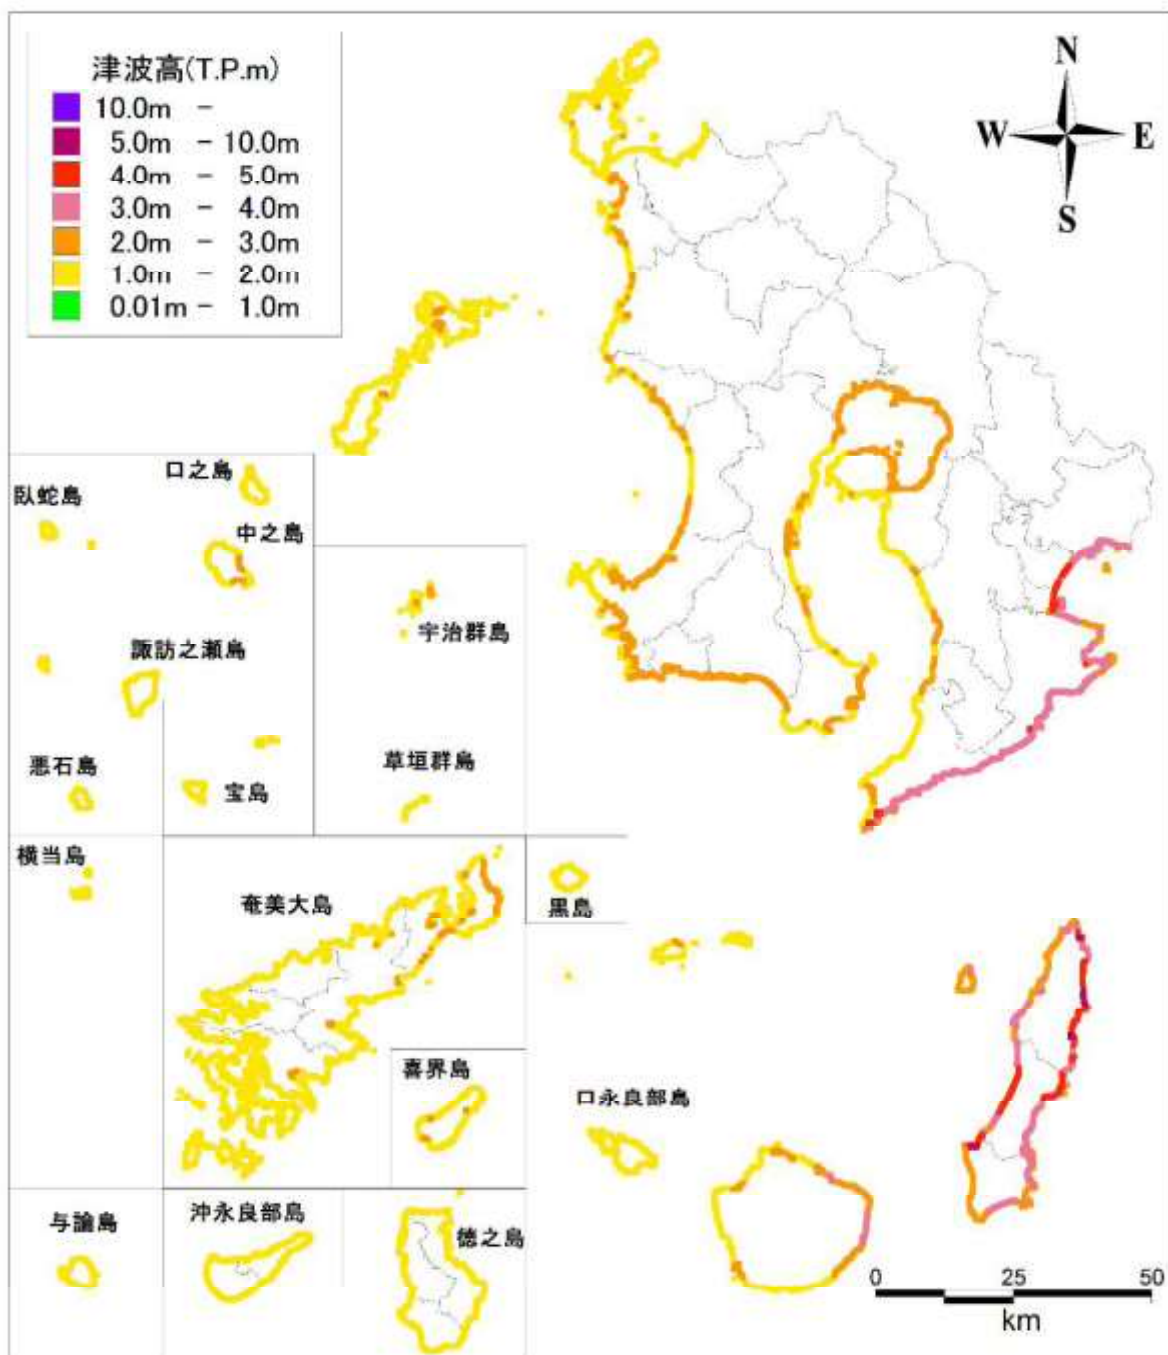 津波高(T.P.m)
10.0m -
5.0m - 10.0m
4.0m - 5.0m
3.0m - 4.0m
2.0m - 3.0m
1.0m - 2.0m
0.01m - 1.0m
N
W E
S
口之島
臥蛇島
中之島
諏訪之瀬島
宇治群島
悪石島
宝島
草垣群島
横当島
奄美大島
黒島
喜界島
口永良部島
与論島
沖永良部島
徳之島
0 25 50
km